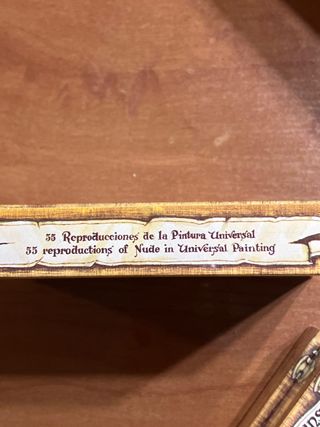 55 Reproducciones de la Pintura Universal
55 reproductions of Nude in Universal Painting